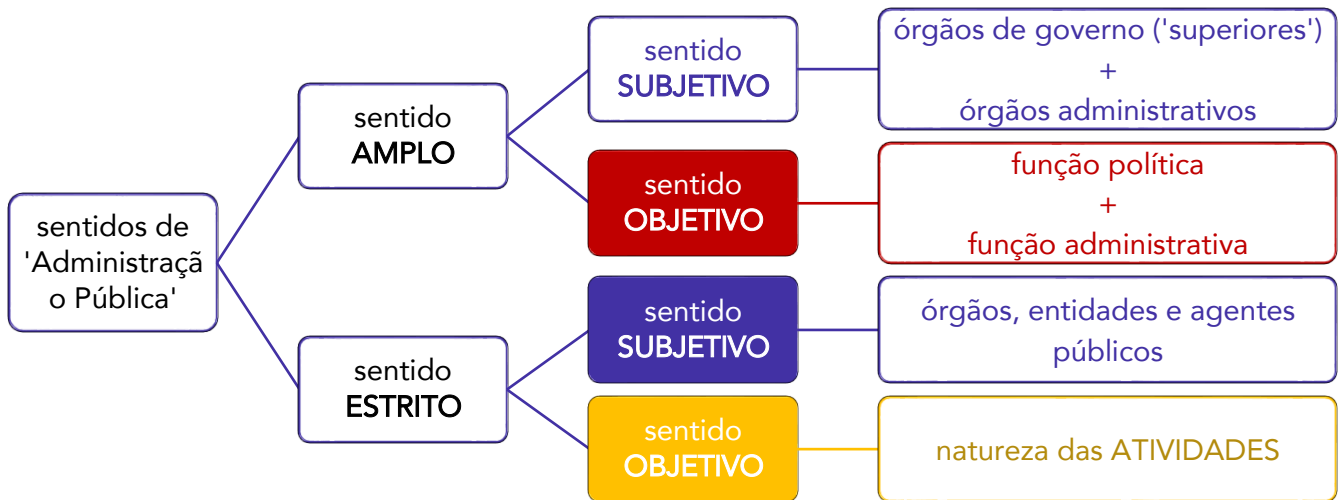 sentidos de
'Administraçã
o Pública'
sentido
AMPLO
sentido
SUBJETIVO
órgãos de governo ('superiores')
+
órgãos administrativos
sentido
OBJETIVO
função política
+
função administrativa
sentido
ESTRITO
sentido
SUBJETIVO
órgãos, entidades e agentes
públicos
sentido
OBJETIVO
natureza das ATIVIDADES